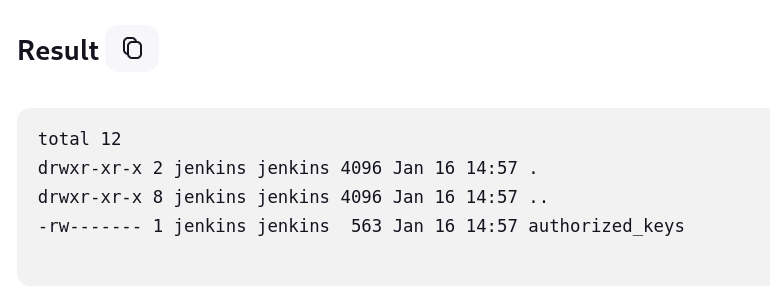 Result
total 12
drwxr-xr-x 2 jenkins jenkins 4096 Jan 16 14:57 .
drwxr-xr-x 8 jenkins jenkins 4096 Jan 16 14:57 ..
-rw------- 1 jenkins jenkins  563 Jan 16 14:57 authorized_keys